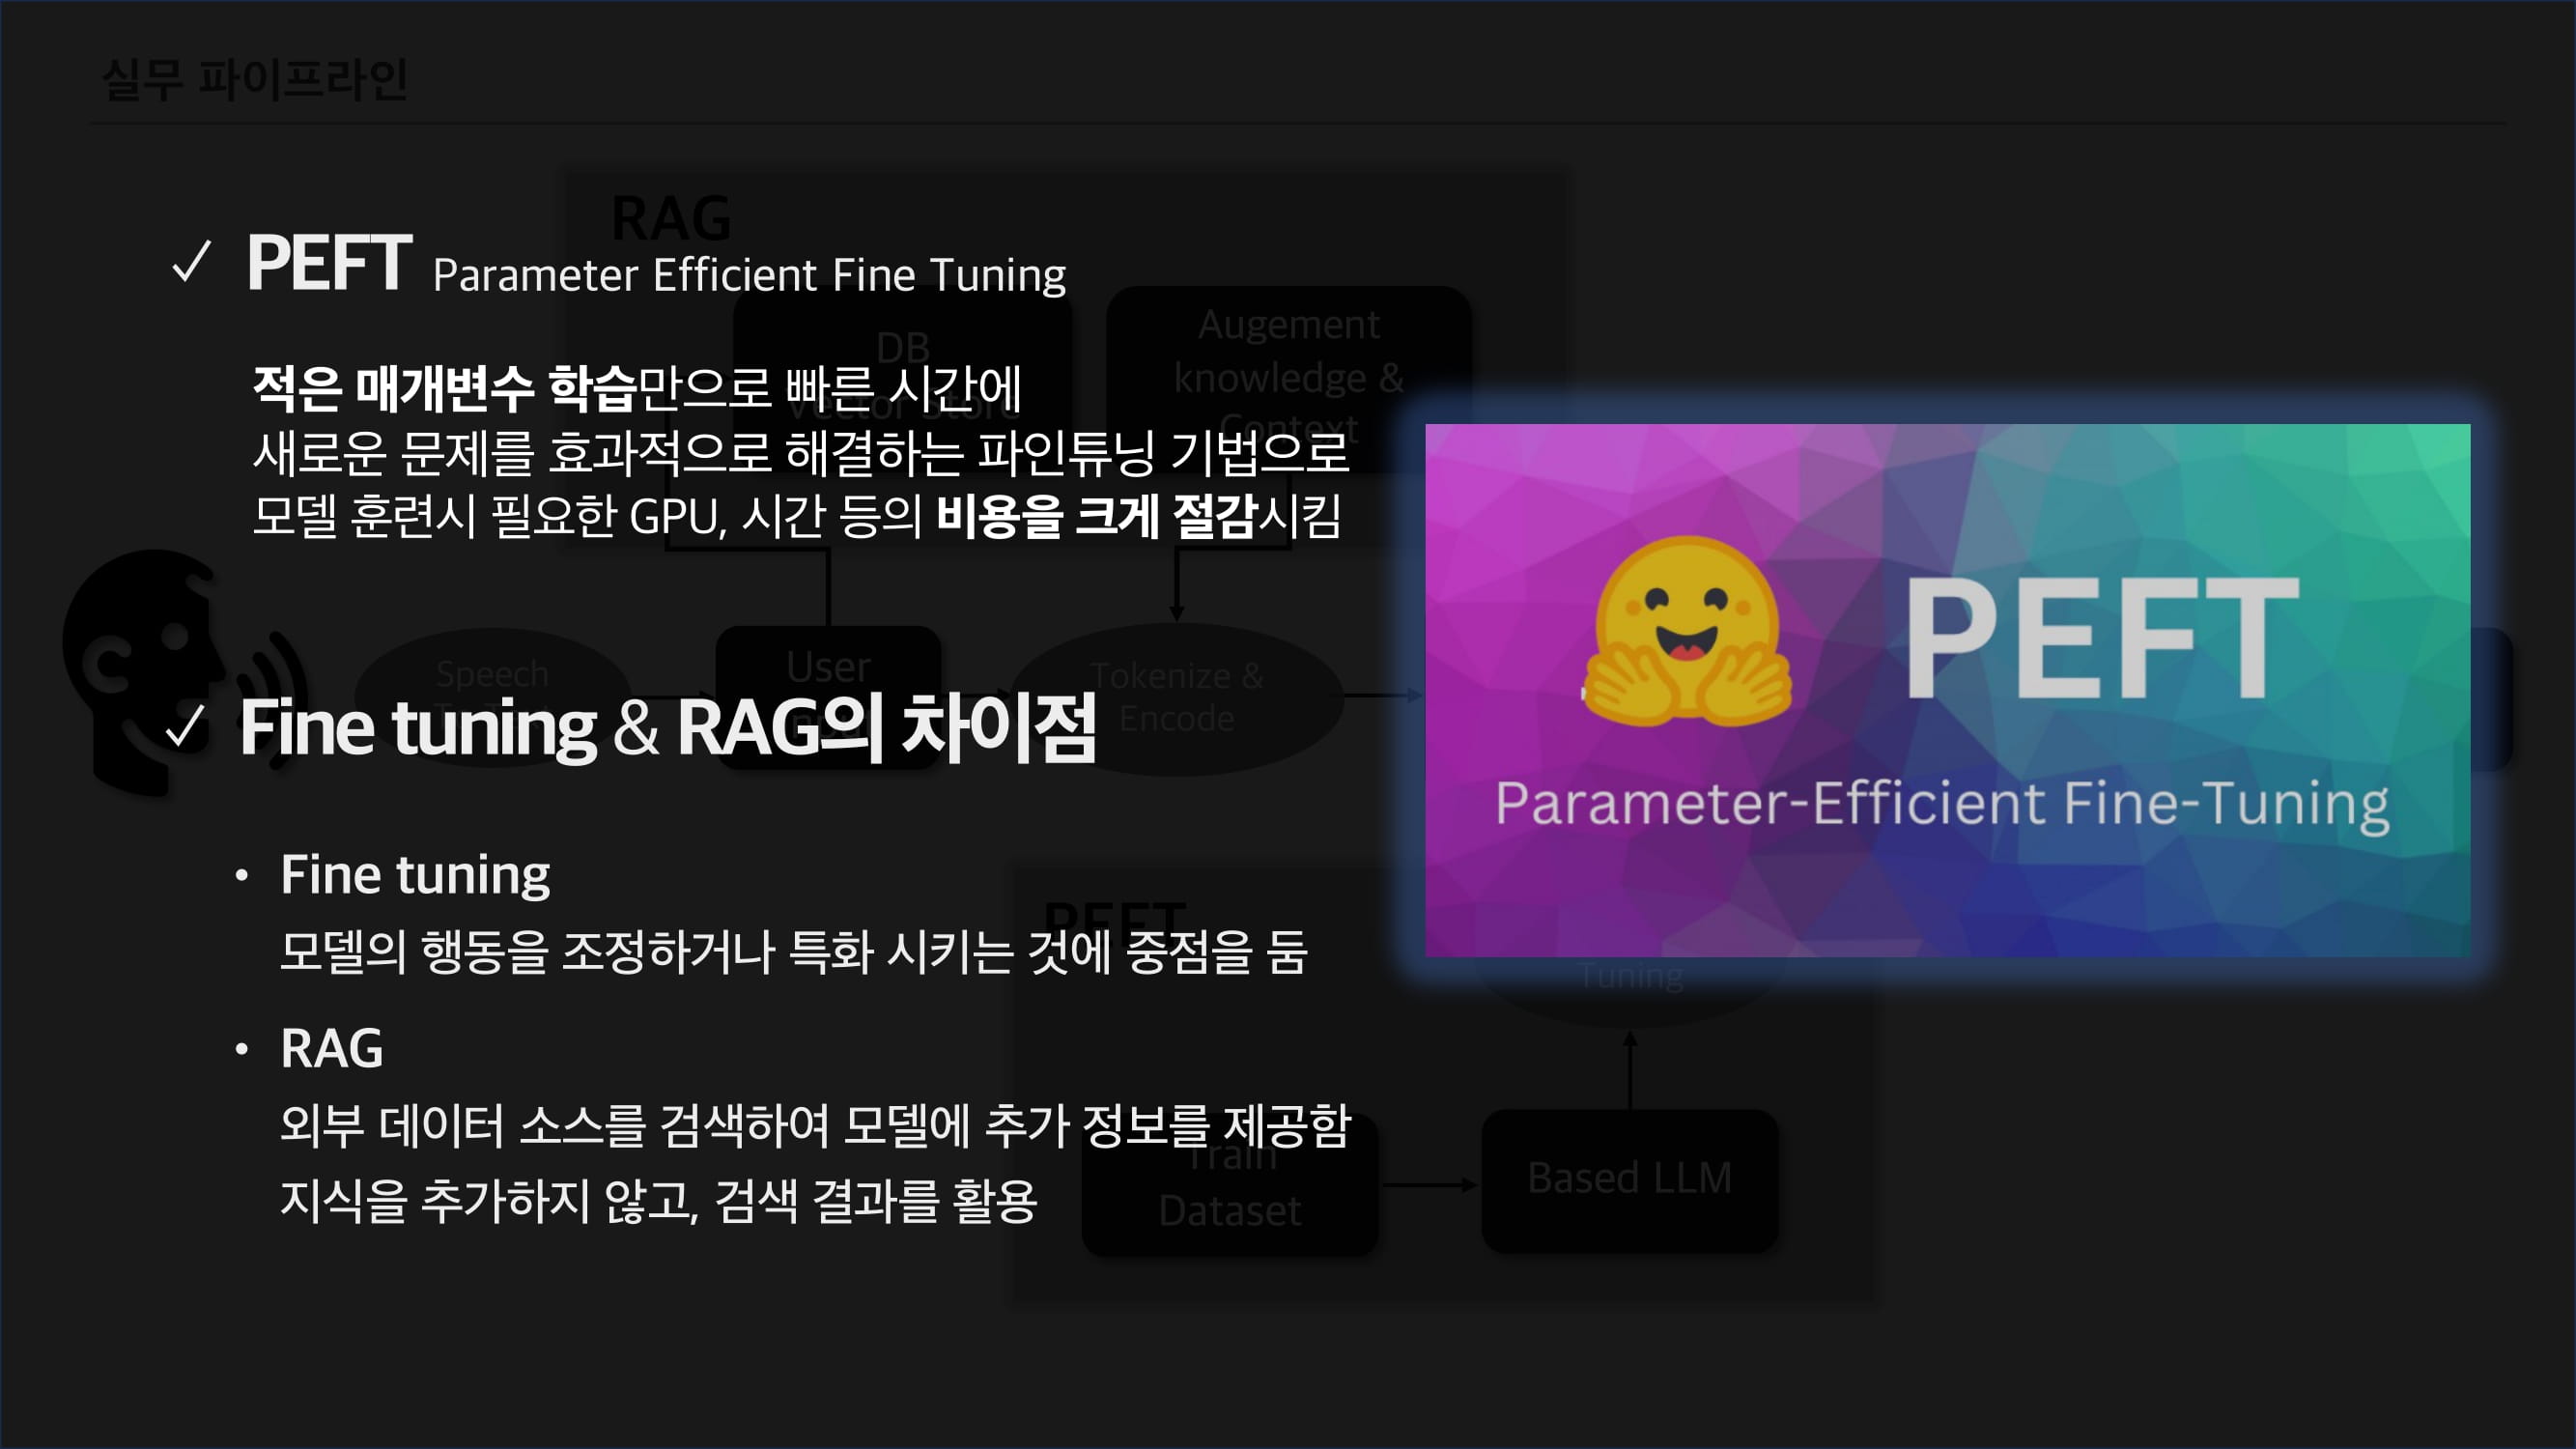 실무 파이프라인
RAG
✓ PEFT Parameter Efficient Fine Tuning
DB
Vector Store
Augement
knowledge &
Context
적은 매개변수 학습만으로 빠른 시간에
새로운 문제를 효과적으로 해결하는 파인튜닝 기법으로
모델 훈련시 필요한 GPU, 시간 등의 비용을 크게 절감시킴
PEFT
Parameter-Efficient Fine-Tuning
Speech
User
Tokenize &
Encode
✓ Fine tuning & RAG의 차이점
• Fine tuning
모델의 행동을 조정하거나 특화 시키는 것에 중점을 둠
PEFT
Tuning
• RAG
외부 데이터 소스를 검색하여 모델에 추가 정보를 제공함
지식을 추가하지 않고, 검색 결과를 활용
Train
Dataset
Based LLM